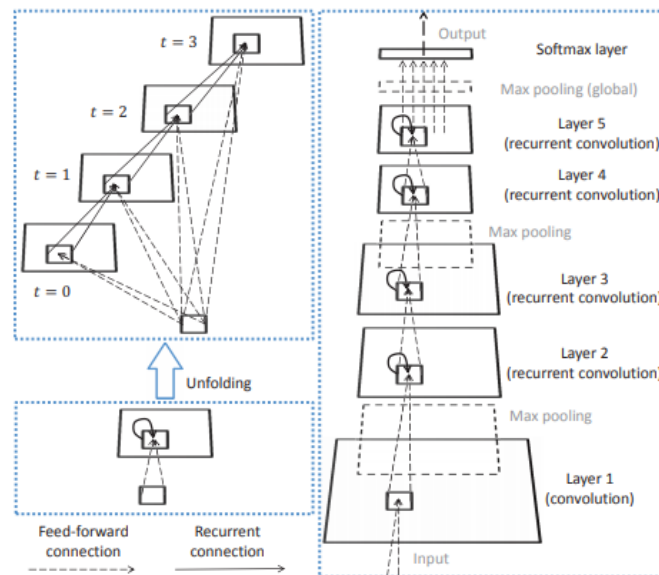 t = 3
t = 2
t = 1
t = 0
Unfolding
Feed-forward
connection
Recurrent
connection
Output
Softmax layer
Max pooling (global)
Layer 5
(recurrent convolution)
Layer 4
(recurrent convolution)
Max pooling
Layer 3
(recurrent convolution)
Layer 2
(recurrent convolution)
Max pooling
Layer 1
(convolution)
Input